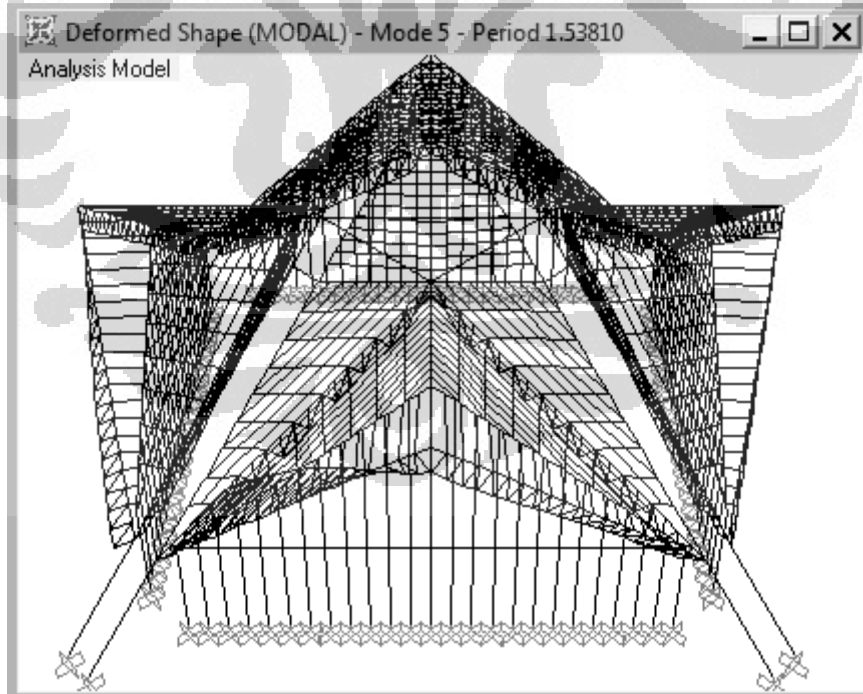 Deformed Shape (MODAL) - Mode 5 - Period 1.53810
Analysis Model